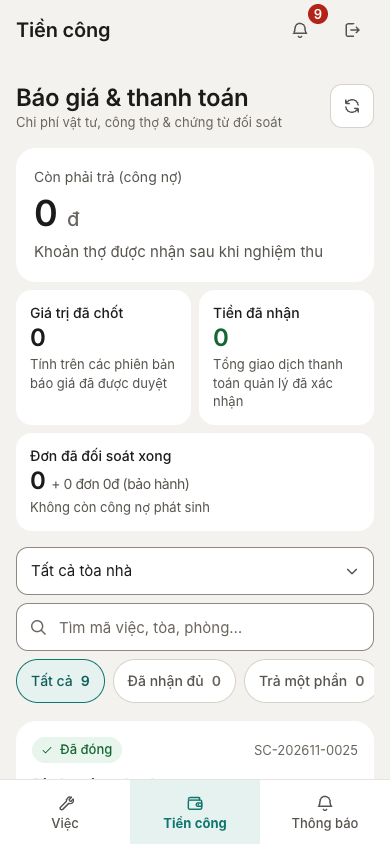 Tiền công
9
Báo giá & thanh toán
Chi phí vật tư, công thợ & chứng từ đối soát
Còn phải trả (công nợ)
0 đ
Khoản thợ được nhận sau khi nghiệm thu
Giá trị đã chốt
0
Tính trên các phiên bản
báo giá đã được duyệt
Tiền đã nhận
0
Tổng giao dịch thanh
toán quản lý đã xác
nhận
Đơn đã đối soát xong
0 + 0 đơn 0đ (bảo hành)
Không còn công nợ phát sinh
Tất cả tòa nhà
Tìm mã việc, tòa, phòng...
Tất cả 9
Đã nhận đủ 0
Trả một phần 0
Đã đóng
SC-202611-0025
Việc
Tiền công
Thông báo